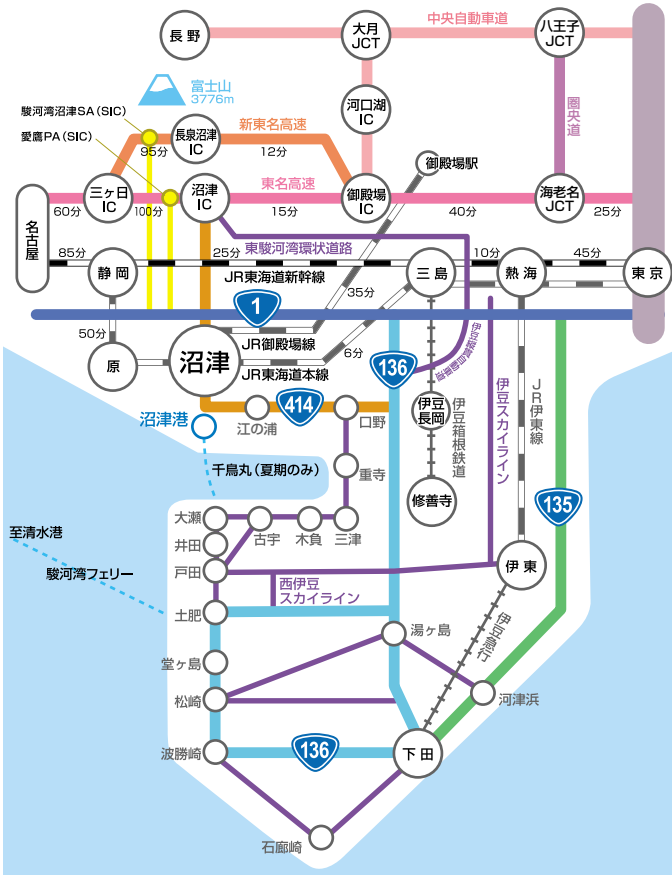 中央自動車道
長野
大月
JCT
八王子
JCT
富士山
3776m
河口湖
IC
圏央道
駿河湾沼津SA(SIC)
愛鷹PA(SIC)
長泉沼津
IC
新東名高速
95分
12分
御殿場駅
名古屋
60分
三ヶ日
IC
100分
沼津
IC
東名高速
15分
御殿場
IC
40分
海老名
JCT
25分
東駿河湾環状道路
85分
静岡
25分
JR東海道新幹線
三島
10分
熱海
45分
東京
35分
1
50分
原
沼津
JR御殿場線
JR東海道本線
6分
136
伊豆縦貫自動車道
伊豆スカイライン
JR伊東線
414
江の浦
口野
伊豆
長岡
伊豆箱根鉄道
沼津港
千鳥丸(夏期のみ)
重寺
修善寺
135
大瀬
古宇
木負
三津
至清水港
井田
駿河湾フェリー
戸田
西伊豆
スカイライン
伊東
土肥
湯ヶ島
伊豆急行
堂ヶ島
松崎
河津浜
波勝崎
136
下田
石廊崎